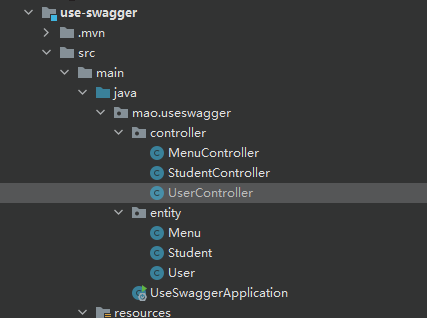 use-swagger
.mvn
src
main
java
mao.useswagger
controller
MenuController
StudentController
UserController
entity
Menu
Student
User
UseSwaggerApplication
resources